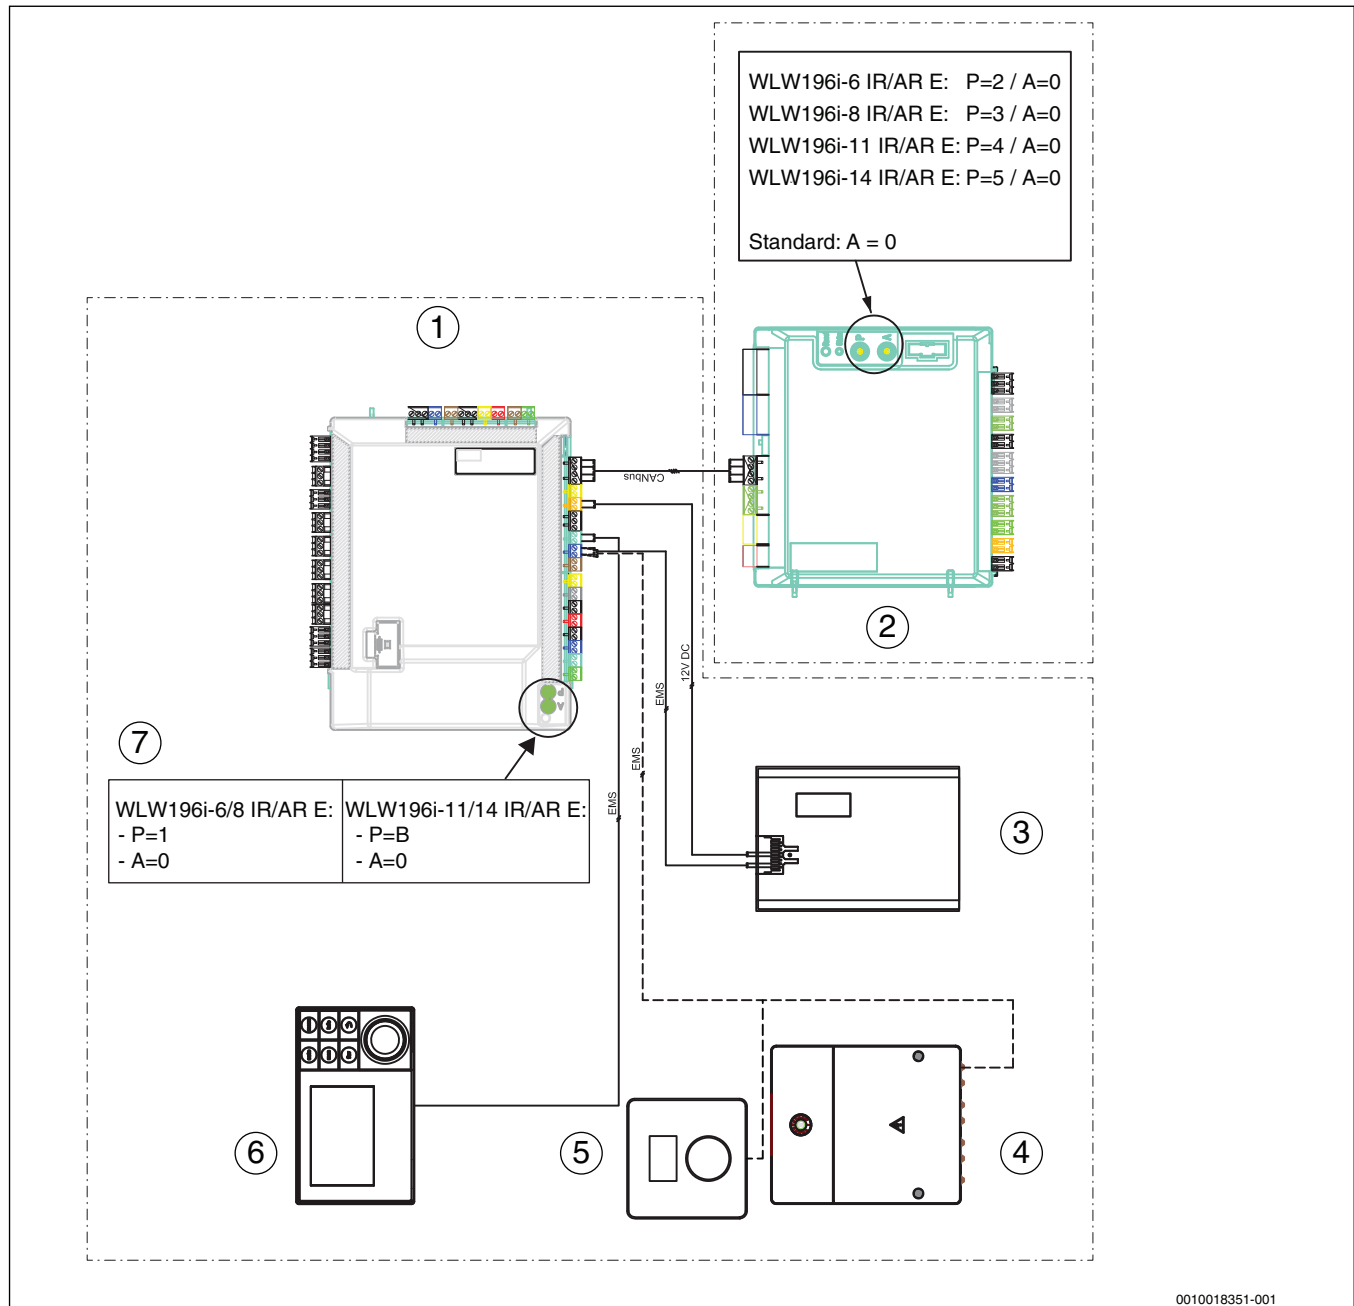 WLW196i-6 IR/AR E: P=2 / A=0
WLW196i-8 IR/AR E: P=3 / A=0
WLW196i-11 IR/AR E: P=4 / A=0
WLW196i-14 IR/AR E: P=5 / A=0
Standard: A = 0
1
P
A
CANbus
2
12V DC
EMS
EMS
EMS
P
A
7
WLW196i-6/8 IR/AR E:
- P=1
- A=0
WLW196i-11/14 IR/AR E:
- P=B
- A=0
3
6
5
4
0010018351-001